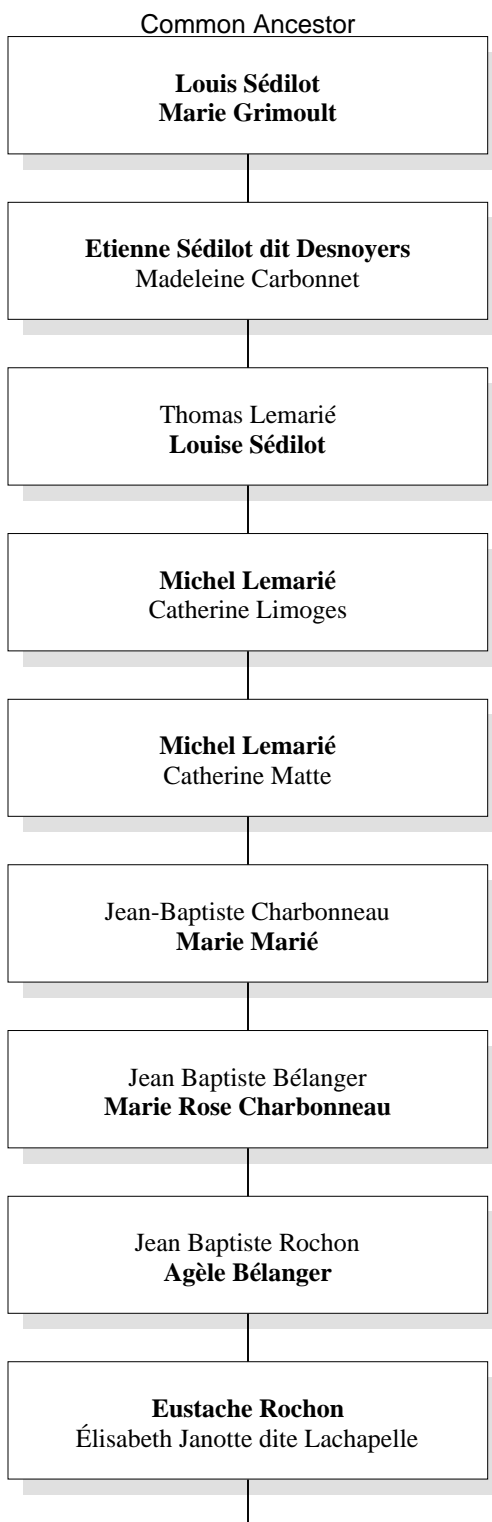 Common Ancestor
Louis Sédilot
Marie Grimoult
Etienne Sédilot dit Desnoyers
Madeleine Carbonnet
Thomas Lemarié
Louise Sédilot
Michel Lemarié
Catherine Limoges
Michel Lemarié
Catherine Matte
Jean-Baptiste Charbonneau
Marie Marié
Jean Baptiste Bélanger
Marie Rose Charbonneau
Jean Baptiste Rochon
Agèle Bélanger
Eustache Rochon
Élisabeth Janotte dite Lachapelle